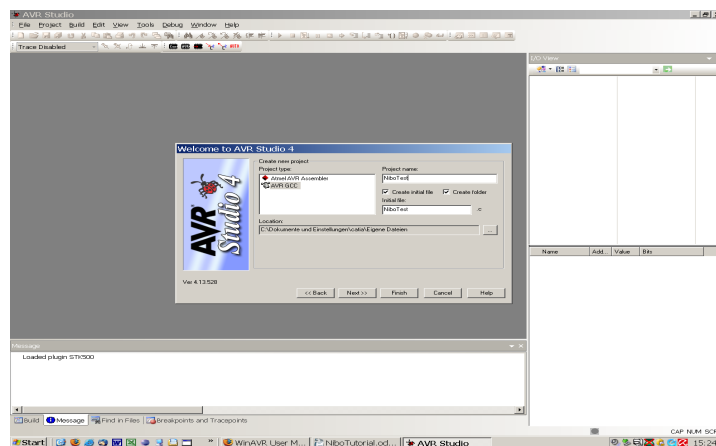 AVR Studio
File Project Build Edit View Tools Debug Window Help
Trace Disabled
I/O View
Welcome to AVR Studio 4
Create new project
Project type:
Atmel AVR Assembler
AVR GCC
Project name:
NiboTest
Create initial file Create folder
Initial file:
NiboTest .c
Location:
C:\Dokumente und Einstellungen\catia\Eigene Dateien
...
AVR Studio 4
Ver 4.13.528
<< Back Next >> Finish Cancel Help
Name Add... Value Bits
Message
Loaded plugin STK500
Build Message Find in Files Breakpoints and Tracepoints
CAP NUM SCR
Start WinAVR User M... NiboTutorial.od... AVR Studio 15:24